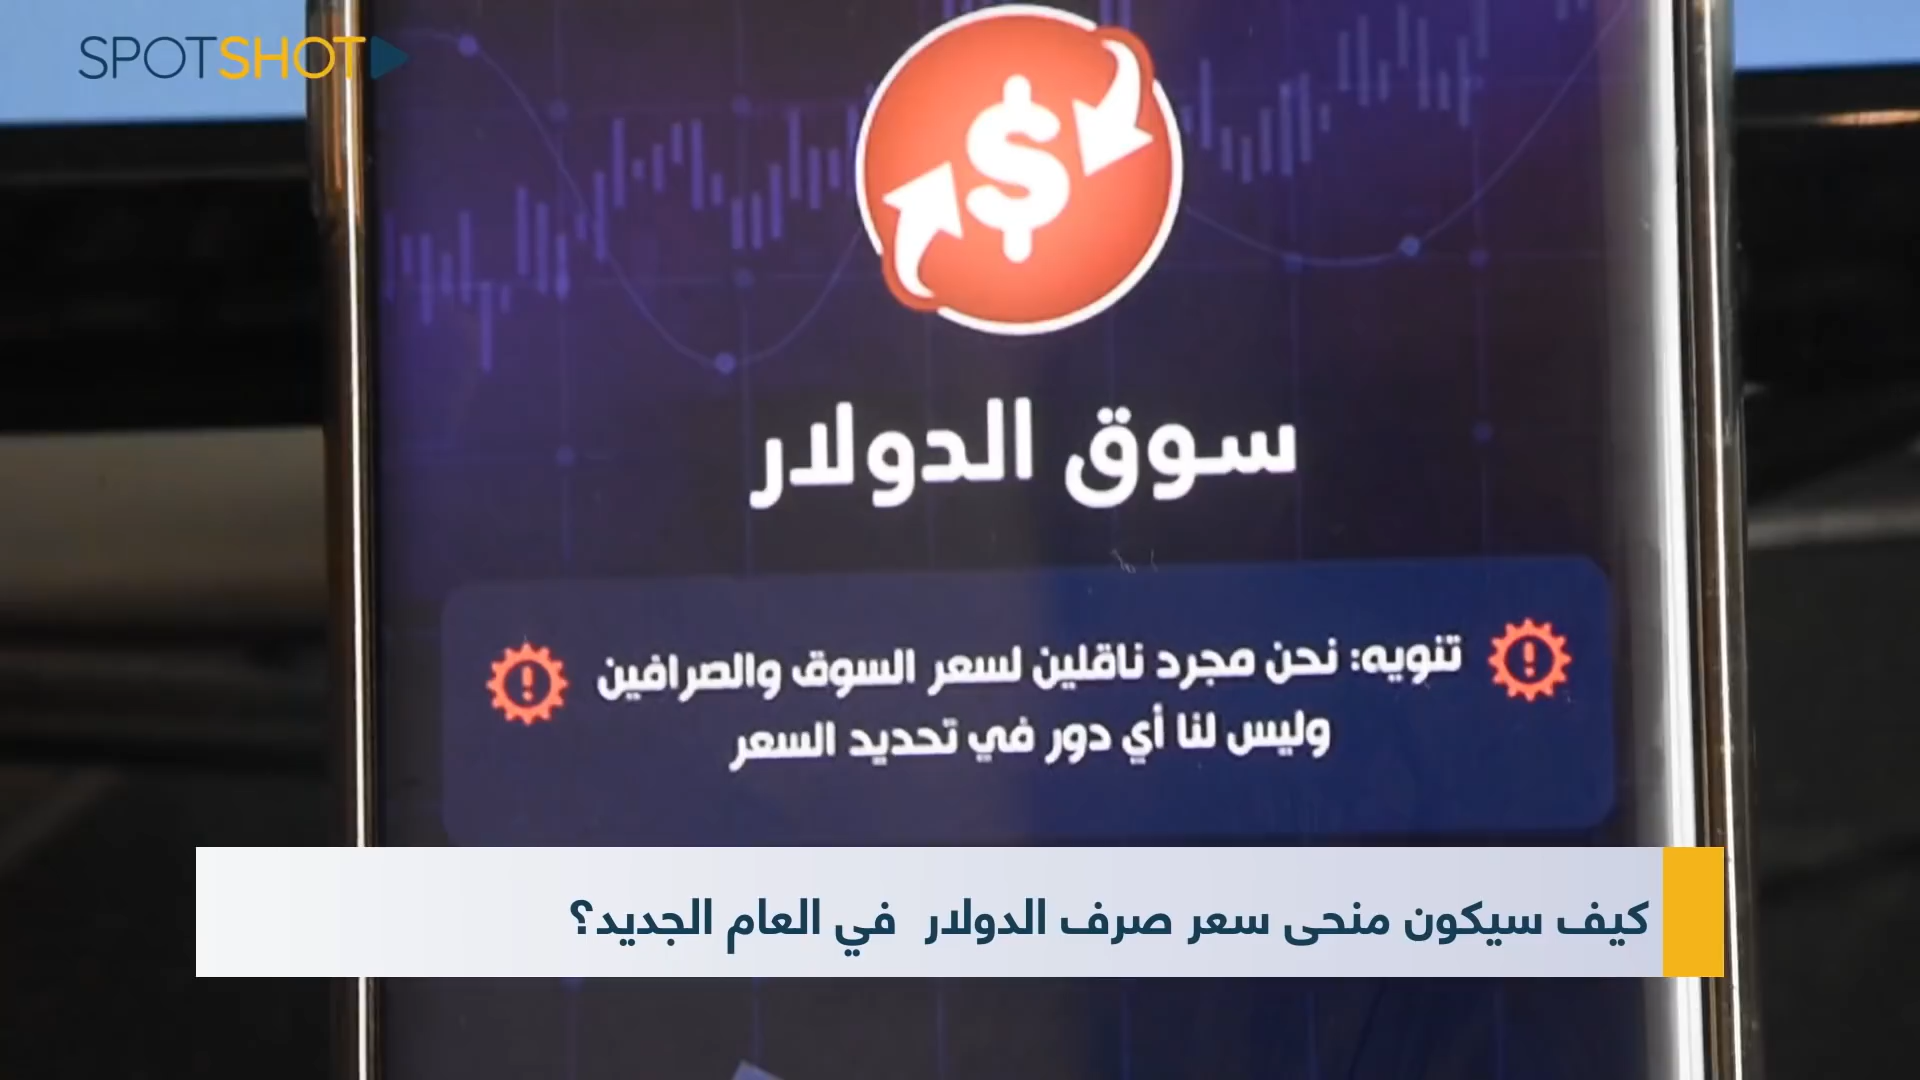 SPOTSHOT
$
سوق الدولار
تنويه: نحن مجرد ناقلين لسعر السوق والصرافين
وليس لنا أي دور في تحديد السعر
كيف سيكون منحى سعر صرف الدولار في العام الجديد؟